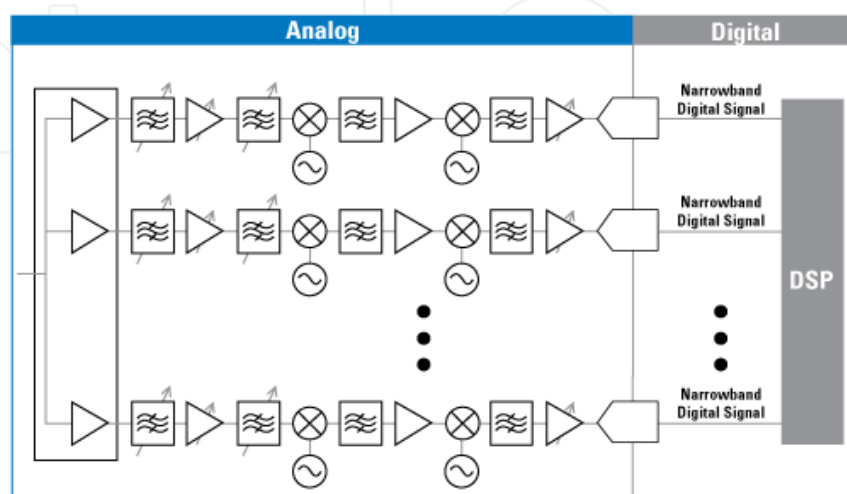 Analog
Digital
Narrowband
Digital Signal
Narrowband
Digital Signal
DSP
Narrowband
Digital Signal